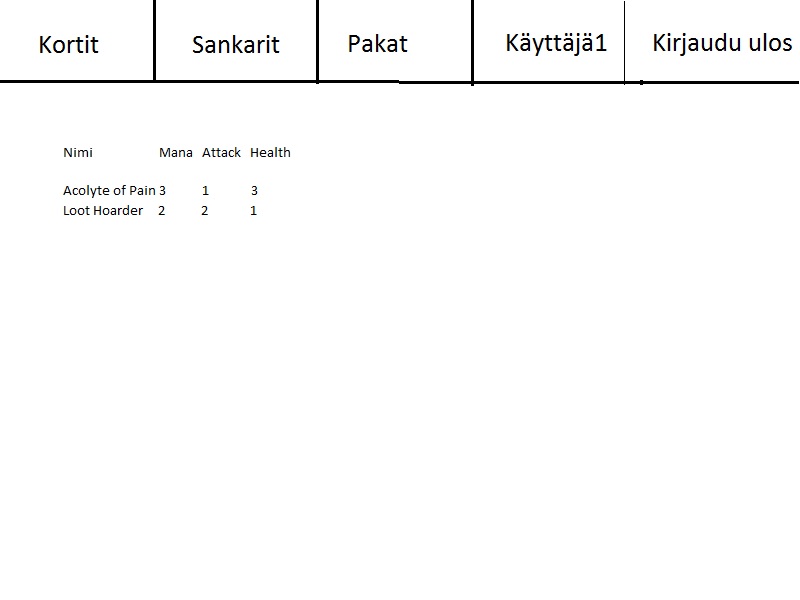 Kortit Sankarit Pakat Käyttäjä1 Kirjaudu ulos
Nimi Mana Attack Health
Acolyte of Pain 3 1 3
Loot Hoarder 2 2 1